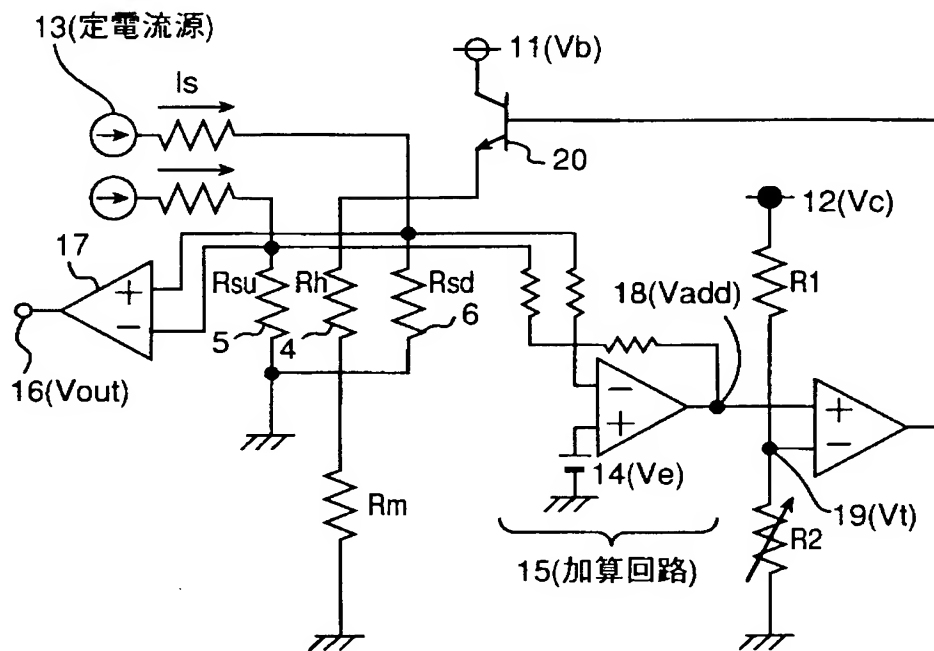 13(定電流源)
11(Vb)
Is
20
12(Vc)
17
+
−
Rsu
Rh
Rsd
18(Vadd)
R1
5
4
6
16(Vout)
−
+
+
−
14(Ve)
19(Vt)
Rm
R2
15(加算回路)